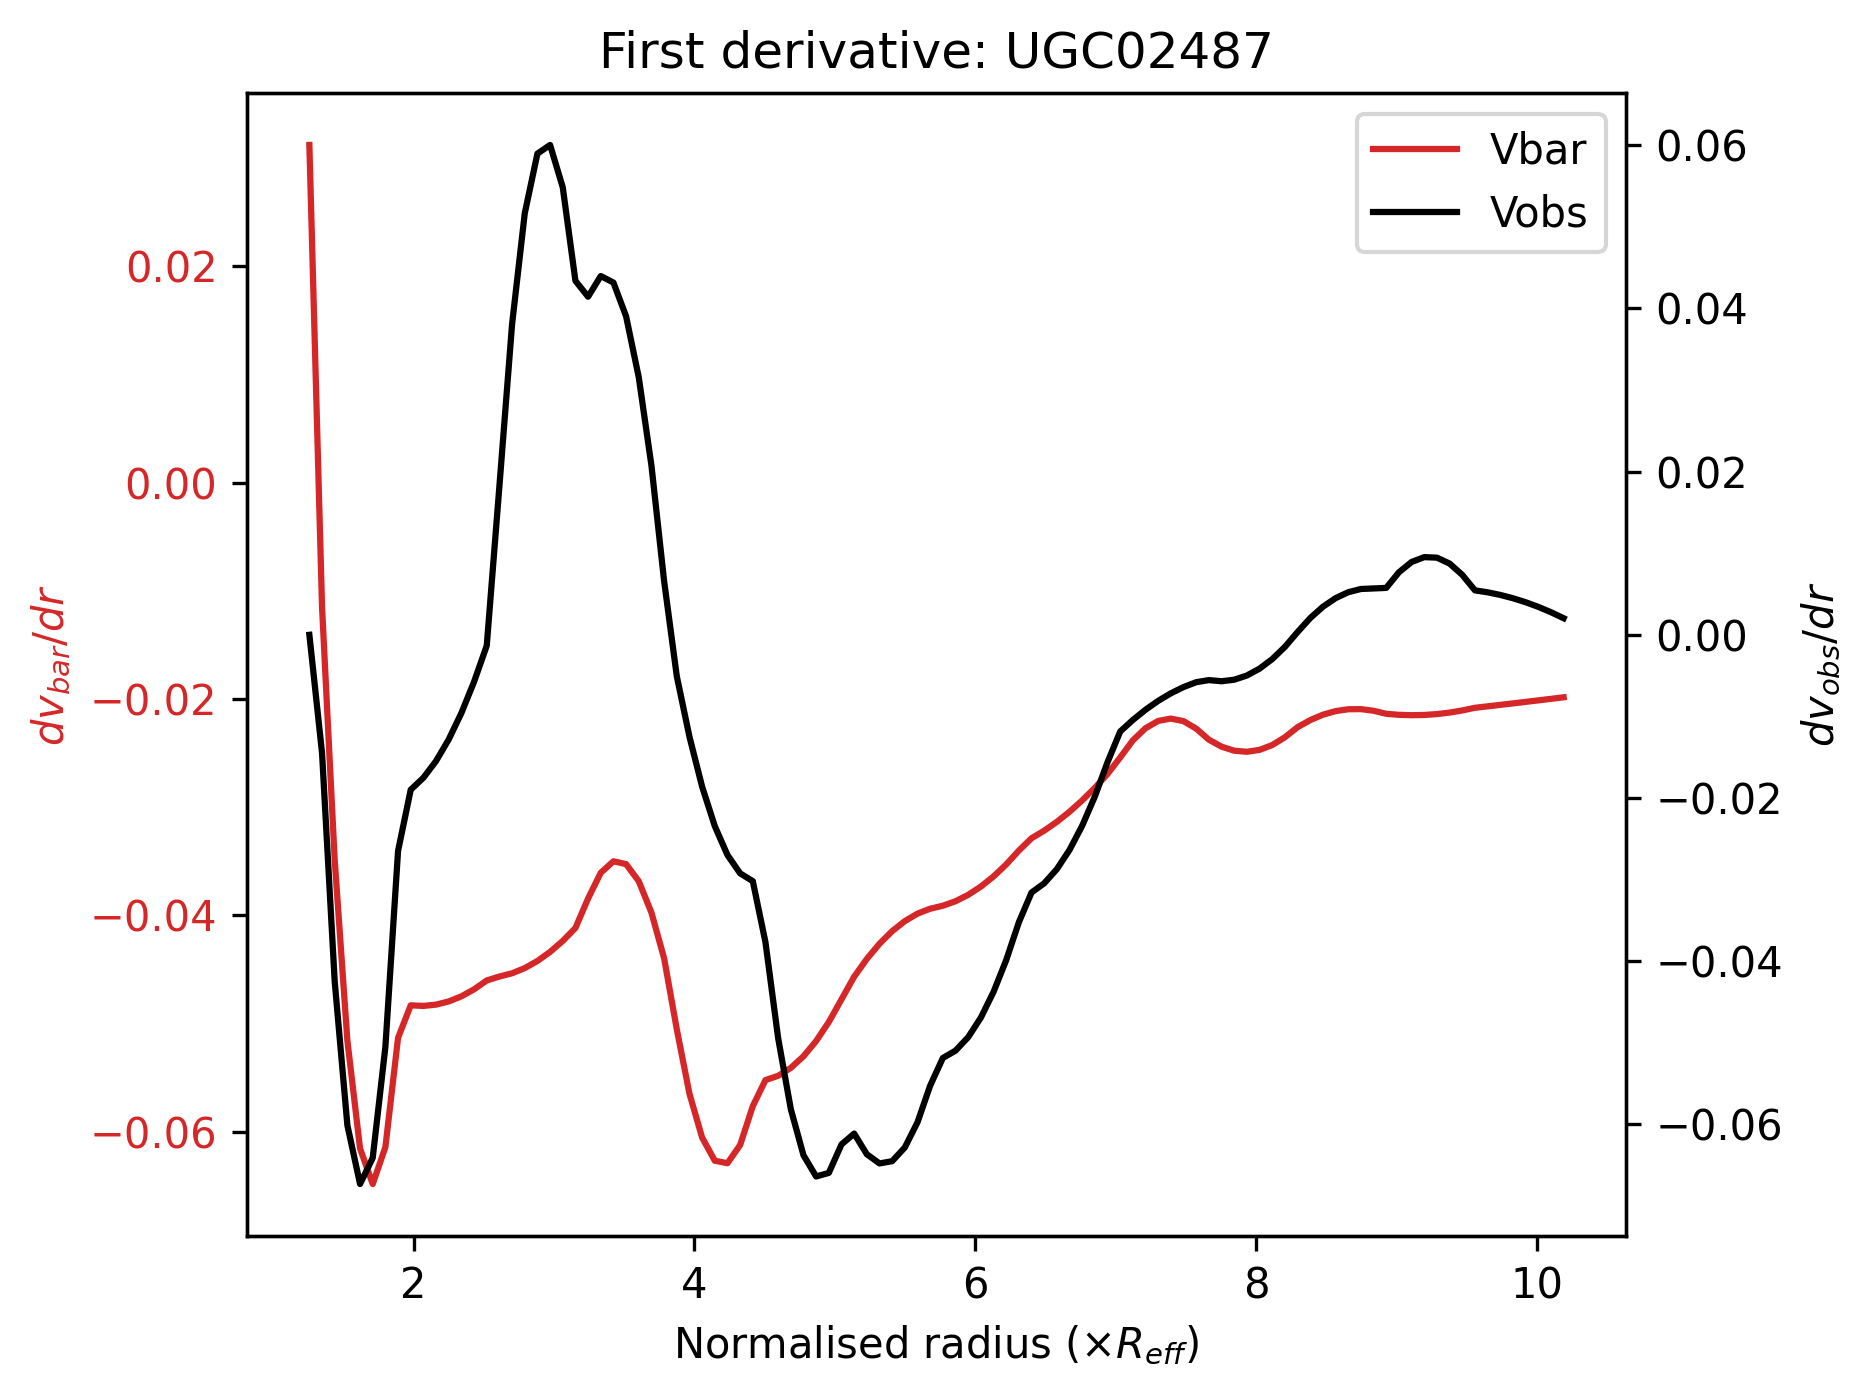 First derivative: UGC02487
Vbar
Vobs
0.02
0.00
−0.02
−0.04
−0.06
dv_bar/dr
0.06
0.04
0.02
0.00
−0.02
−0.04
−0.06
dv_obs/dr
2 4 6 8 10
Normalised radius (×R_eff)